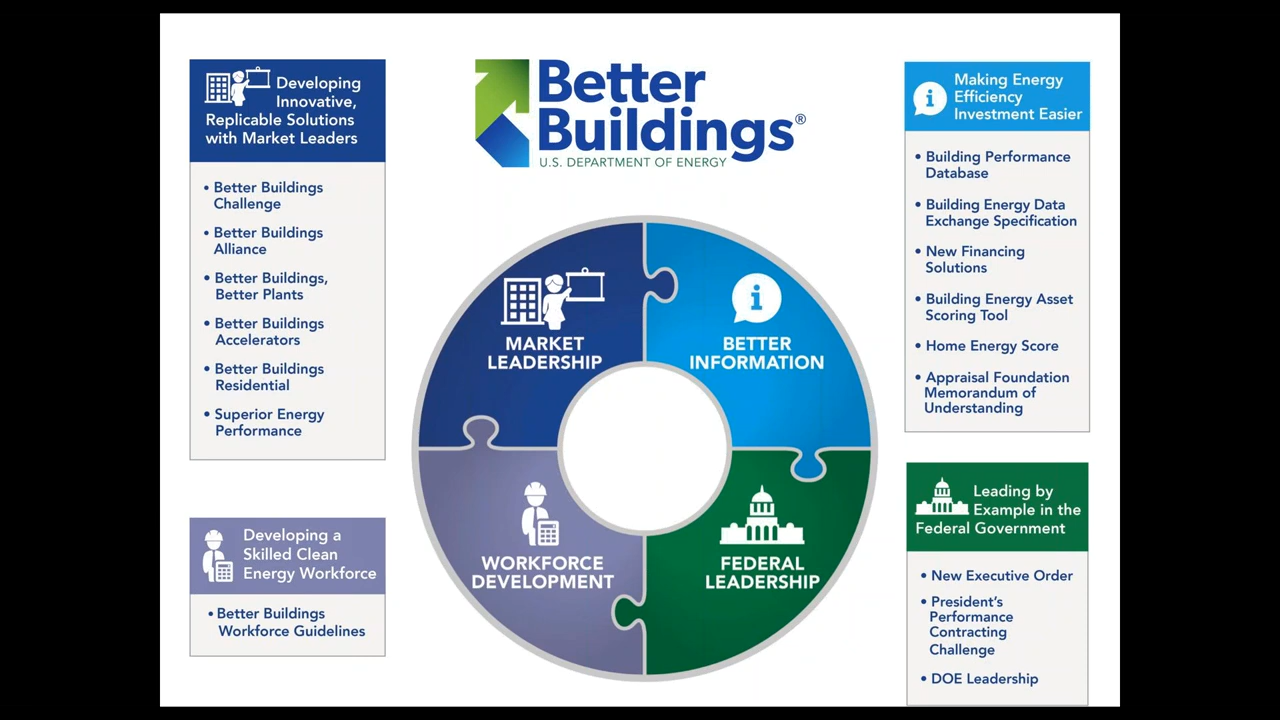 Better
Buildings®
U.S. DEPARTMENT OF ENERGY
Developing
Innovative,
Replicable Solutions
with Market Leaders
• Better Buildings
Challenge
• Better Buildings
Alliance
• Better Buildings,
Better Plants
• Better Buildings
Accelerators
• Better Buildings
Residential
• Superior Energy
Performance
Developing a
Skilled Clean
Energy Workforce
• Better Buildings
Workforce Guidelines
MARKET
LEADERSHIP
i
BETTER
INFORMATION
WORKFORCE
DEVELOPMENT
FEDERAL
LEADERSHIP
i
Making Energy
Efficiency
Investment Easier
• Building Performance
Database
• Building Energy Data
Exchange Specification
• New Financing
Solutions
• Building Energy Asset
Scoring Tool
• Home Energy Score
• Appraisal Foundation
Memorandum of
Understanding
Leading by
Example in the
Federal Government
• New Executive Order
• President's
Performance
Contracting
Challenge
• DOE Leadership